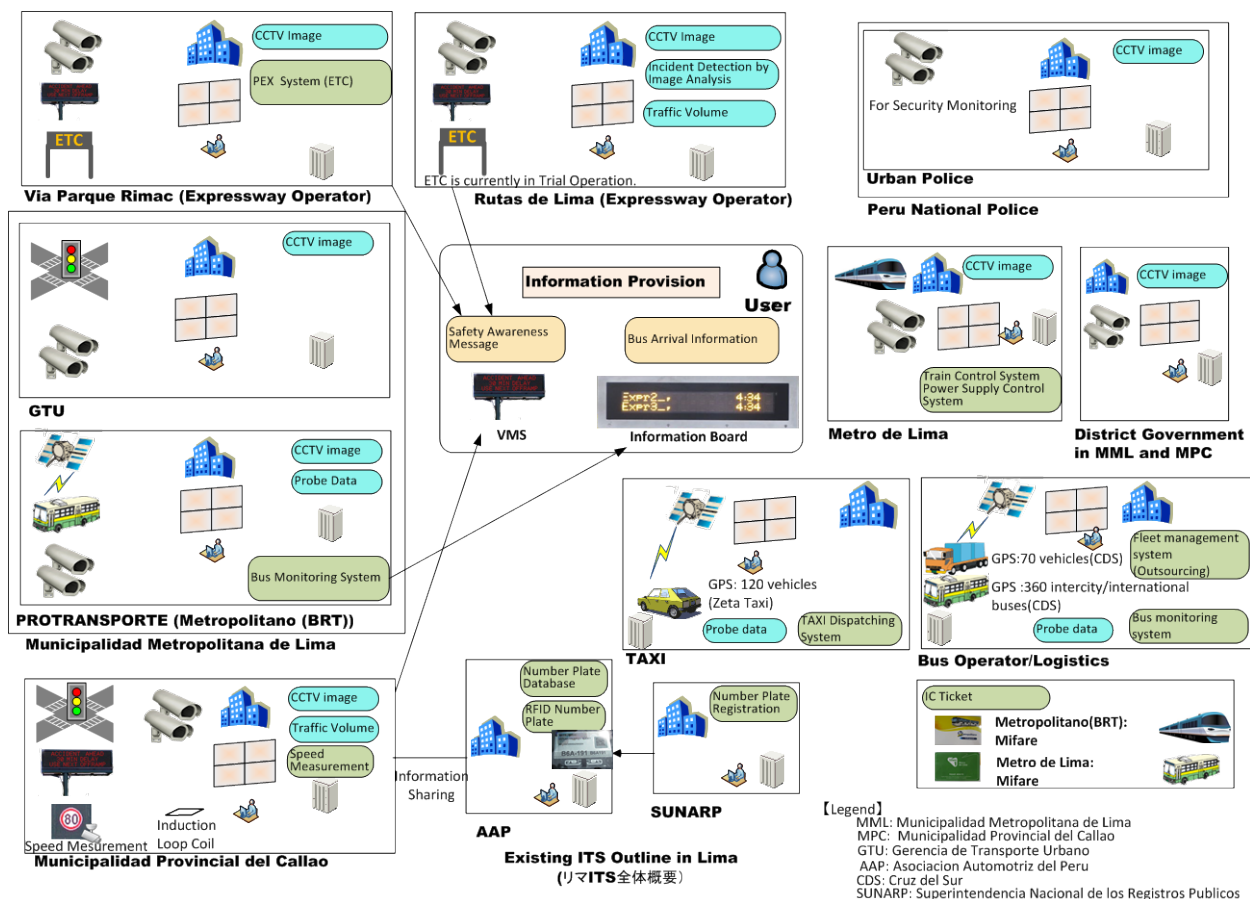 CCTV Image
PEX System (ETC)
ETC
Via Parque Rimac (Expressway Operator)
CCTV Image
Incident Detection by
Image Analysis
Traffic Volume
ETC
ETC is currently in Trial Operation.
Rutas de Lima (Expressway Operator)
CCTV image
For Security Monitoring
Urban Police
Peru National Police
CCTV image
GTU
CCTV image
Probe Data
Bus Monitoring System
PROTRANSPORTE (Metropolitano (BRT))
Municipalidad Metropolitana de Lima
Information Provision
User
Safety Awareness
Message
Bus Arrival Information
ACCIDENT AHEAD
20 MIN DELAY
USE NEXT OFFRAMP
VMS
Expr2_, 4:34
Expr3_, 4:34
Information Board
CCTV image
Train Control System
Power Supply Control
System
Metro de Lima
CCTV image
District Government
in MML and MPC
GPS: 120 vehicles
(Zeta Taxi)
Probe data
TAXI Dispatching
System
TAXI
Fleet management
system
(Outsourcing)
GPS:70 vehicles(CDS)
GPS :360 intercity/international
buses(CDS)
Probe data
Bus monitoring
system
Bus Operator/Logistics
CCTV image
Traffic Volume
Speed
Measurement
80
Speed Mesurement
Induction
Loop Coil
Municipalidad Provincial del Callao
Information
Sharing
Number Plate
Database
RFID Number
Plate
AAP
Number Plate
Registration
SUNARP
IC Ticket
Metropolitano(BRT):
Mifare
Metro de Lima:
Mifare
Existing ITS Outline in Lima
(リマITS全体概要)
【Legend】
MML: Municipalidad Metropolitana de Lima
MPC: Municipalidad Provincial del Callao
GTU: Gerencia de Transporte Urbano
AAP: Asociacion Automotriz del Peru
CDS: Cruz del Sur
SUNARP: Superintendencia Nacional de los Registros Publicos